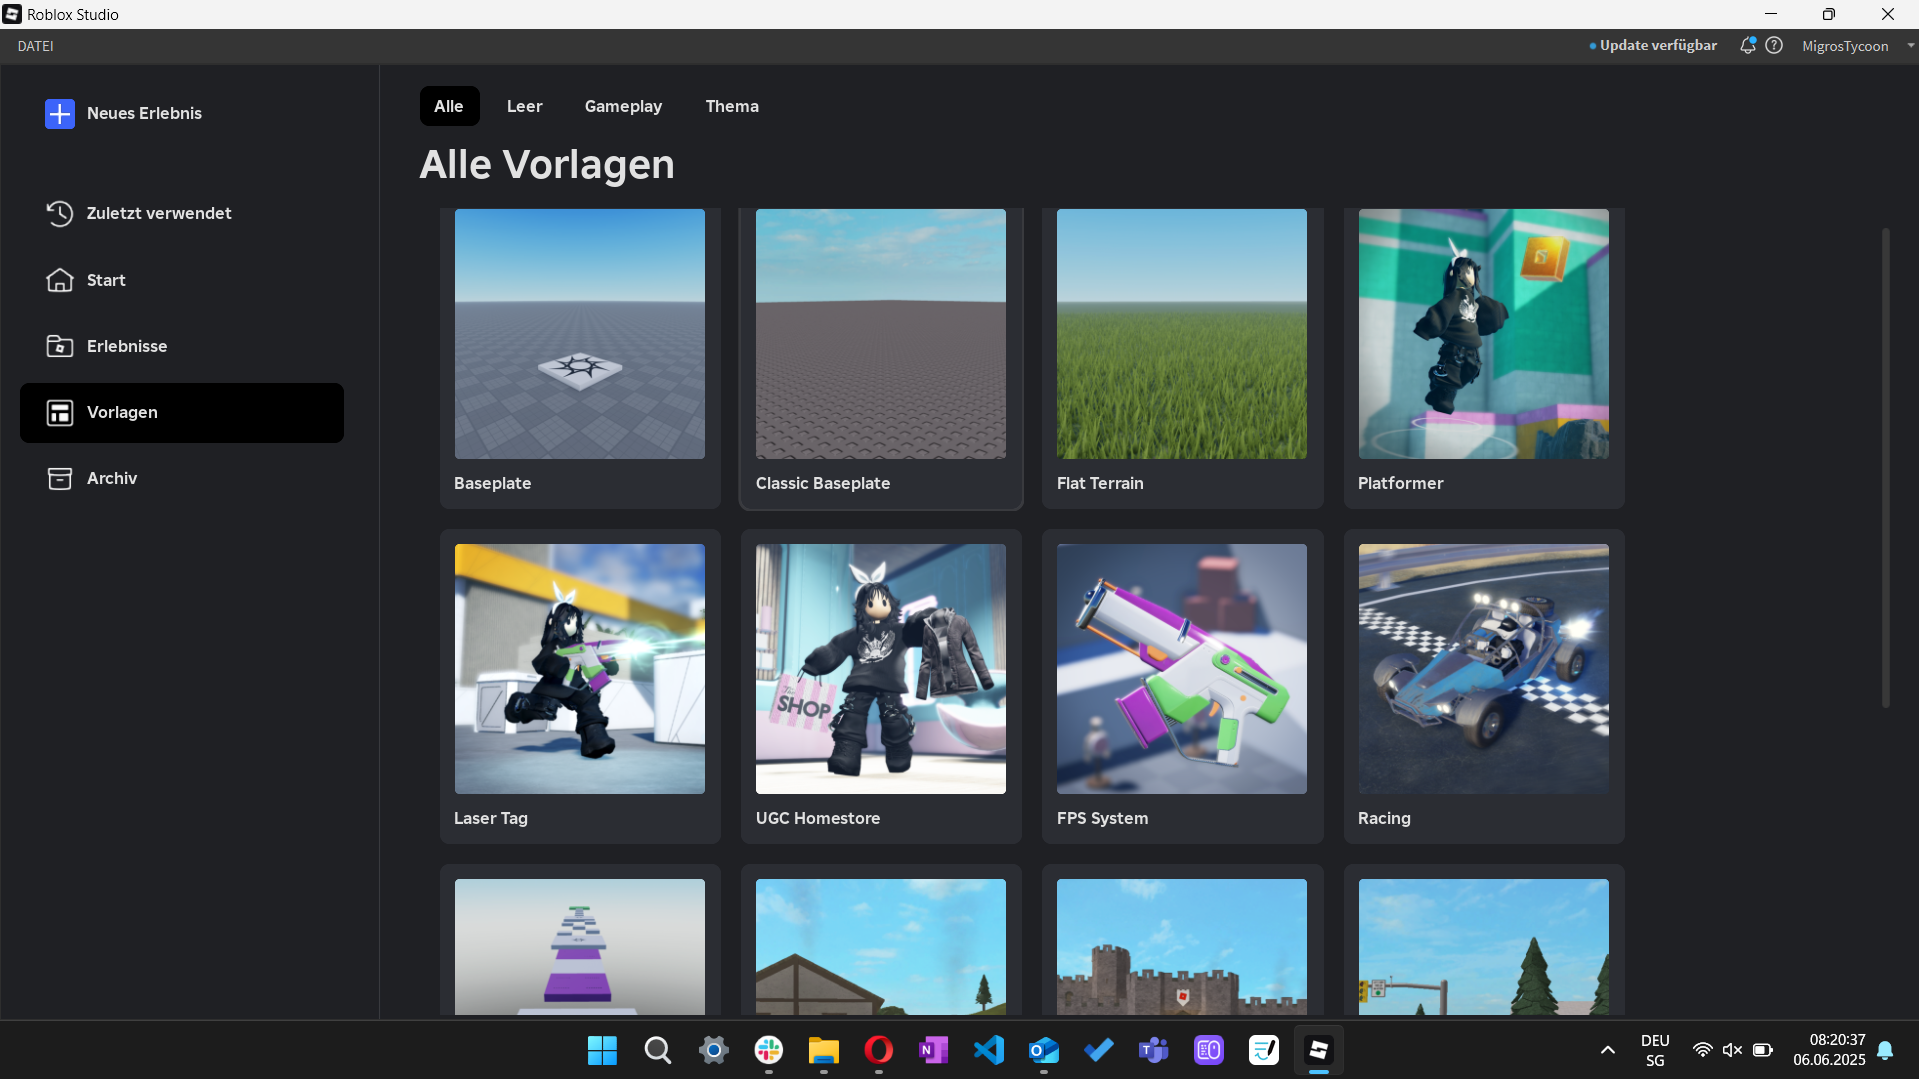 Roblox Studio
DATEI
Update verfügbar
MigrosTycoon
Neues Erlebnis
Zuletzt verwendet
Start
Erlebnisse
Vorlagen
Archiv
Alle Leer Gameplay Thema
Alle Vorlagen
Baseplate
Classic Baseplate
Flat Terrain
Platformer
The
SHOP
Laser Tag
UGC Homestore
FPS System
Racing
DEU
SG
08:20:37
06.06.2025